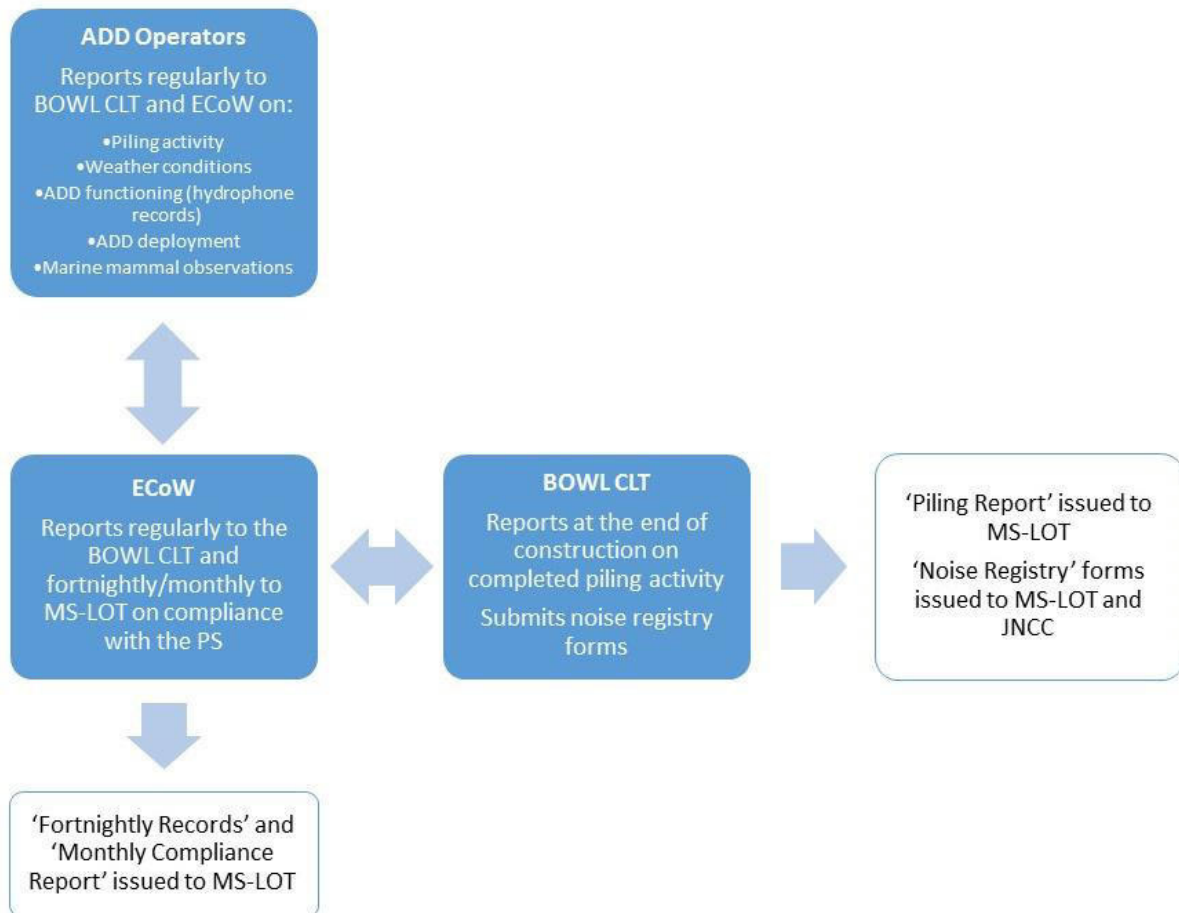 ADD Operators
Reports regularly to
BOWL CLT and ECoW on:
•Piling activity
•Weather conditions
•ADD functioning (hydrophone
records)
•ADD deployment
•Marine mammal observations
ECoW
Reports regularly to the
BOWL CLT and
fortnightly/monthly to
MS-LOT on compliance
with the PS
BOWL CLT
Reports at the end of
construction on
completed piling activity
Submits noise registry
forms
‘Piling Report’ issued to
MS-LOT
‘Noise Registry’ forms
issued to MS-LOT and
JNCC
‘Fortnightly Records’ and
‘Monthly Compliance
Report’ issued to MS-LOT